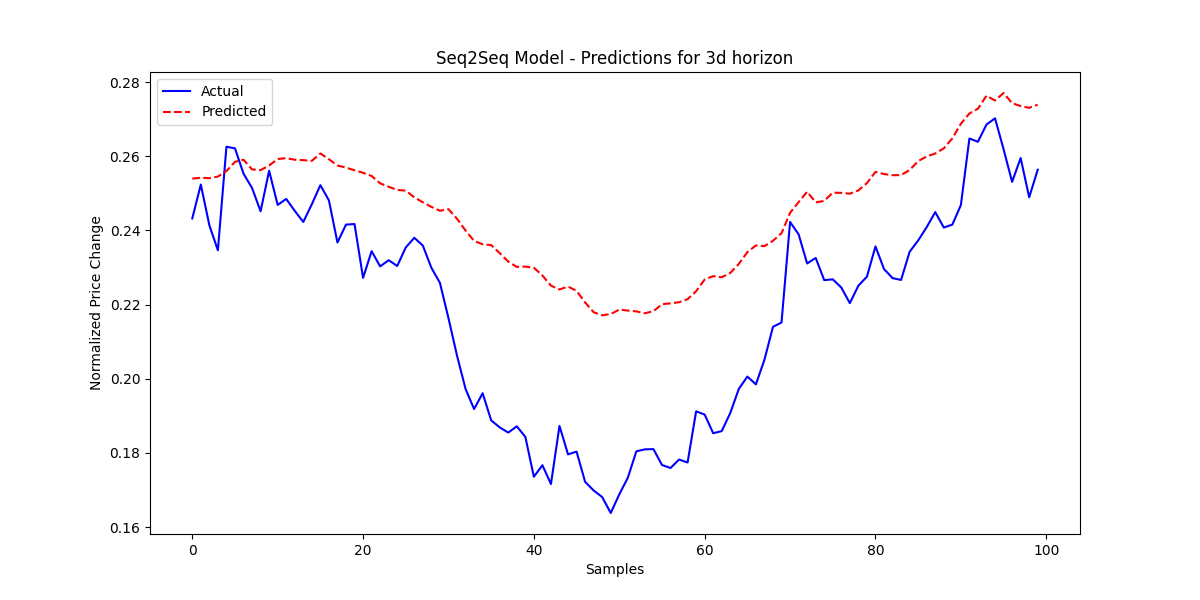 Seq2Seq Model - Predictions for 3d horizon
Actual
Predicted
Normalized Price Change
0.28
0.26
0.24
0.22
0.20
0.18
0.16
0 20 40 60 80 100
Samples